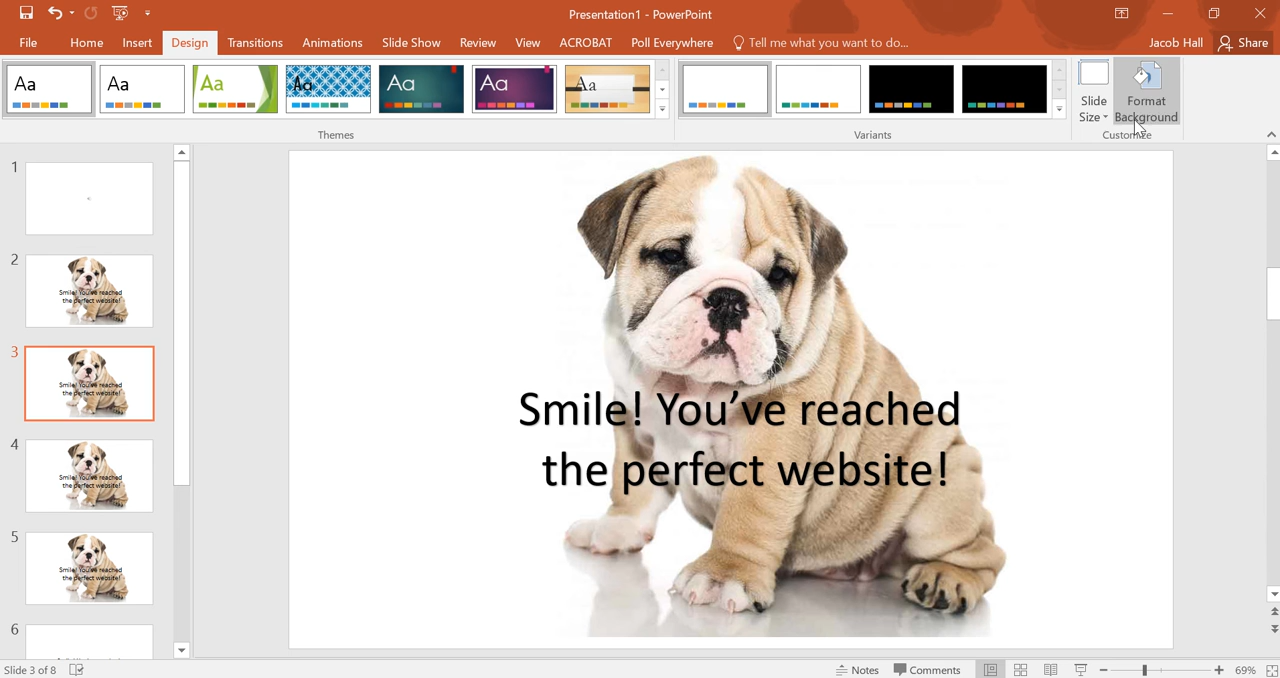 Presentation1 - PowerPoint
File Home Insert Design Transitions Animations Slide Show Review View ACROBAT Poll Everywhere Tell me what you want to do... Jacob Hall Share
Aa Aa Aa Aa Aa Aa Aa
Slide Size
Format Background
Themes Variants Customize
1
2
Smile! You've reached
the perfect website!
3
Smile! You've reached
the perfect website!
4
Smile! You've reached
the perfect website!
5
Smile! You've reached
the perfect website!
6
Smile! You’ve reached
the perfect website!
Slide 3 of 8 Notes Comments 69%